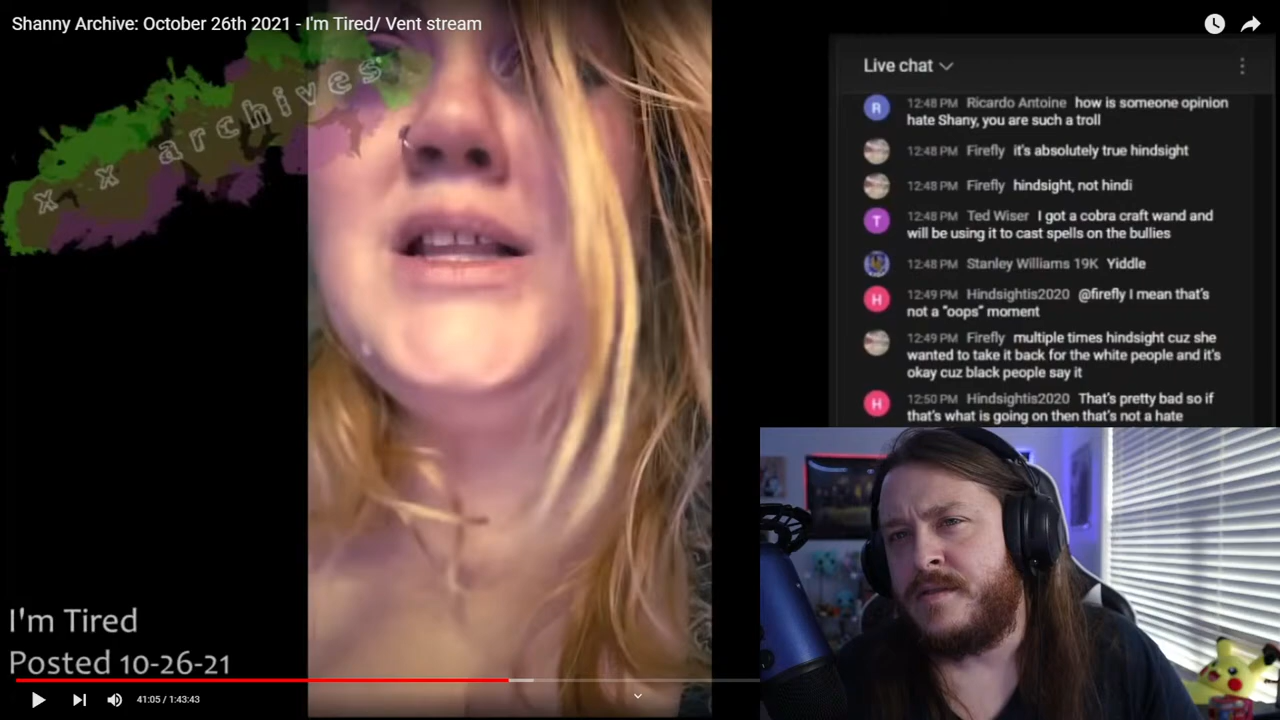 Shanny Archive: October 26th 2021 - I'm Tired/ Vent stream
x x archives
Live chat
12:48 PM Ricardo Antoine how is someone opinion
hate Shany, you are such a troll
12:48 PM Firefly it's absolutely true hindsight
12:48 PM Firefly hindsight, not hindi
T 12:48 PM Ted Wiser I got a cobra craft wand and
will be using it to cast spells on the bullies
12:48 PM Stanley Williams 19K Yiddle
H 12:49 PM Hindsightis2020 @firefly I mean that's
not a "oops" moment
12:49 PM Firefly multiple times hindsight cuz she
wanted to take it back for the white people and it's
okay cuz black people say it
H 12:50 PM Hindsightis2020 That's pretty bad so if
that's what is going on then that's not a hate
R
I'm Tired
Posted 10-26-21
41:05 / 1:43:43